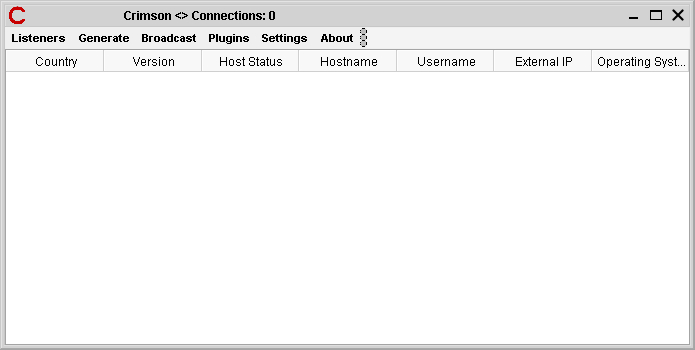 C Crimson <> Connections: 0
Listeners Generate Broadcast Plugins Settings About
Country Version Host Status Hostname Username External IP Operating Syst...